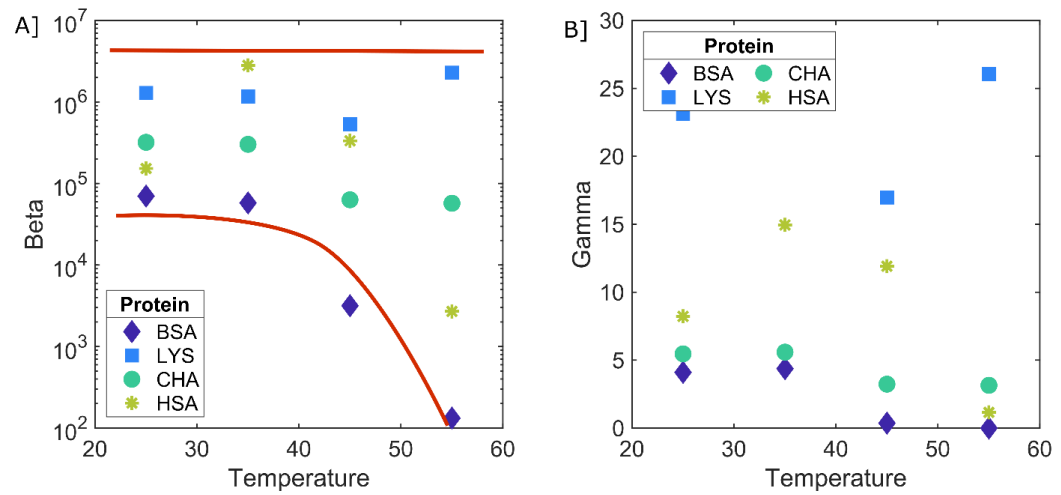 A]
10^7
10^6
10^5
10^4
10^3
10^2
Beta
Protein
BSA
LYS
CHA
HSA
20 30 40 50 60
Temperature
B]
30
25
20
15
10
5
0
Gamma
Protein
BSA CHA
LYS HSA
20 30 40 50 60
Temperature